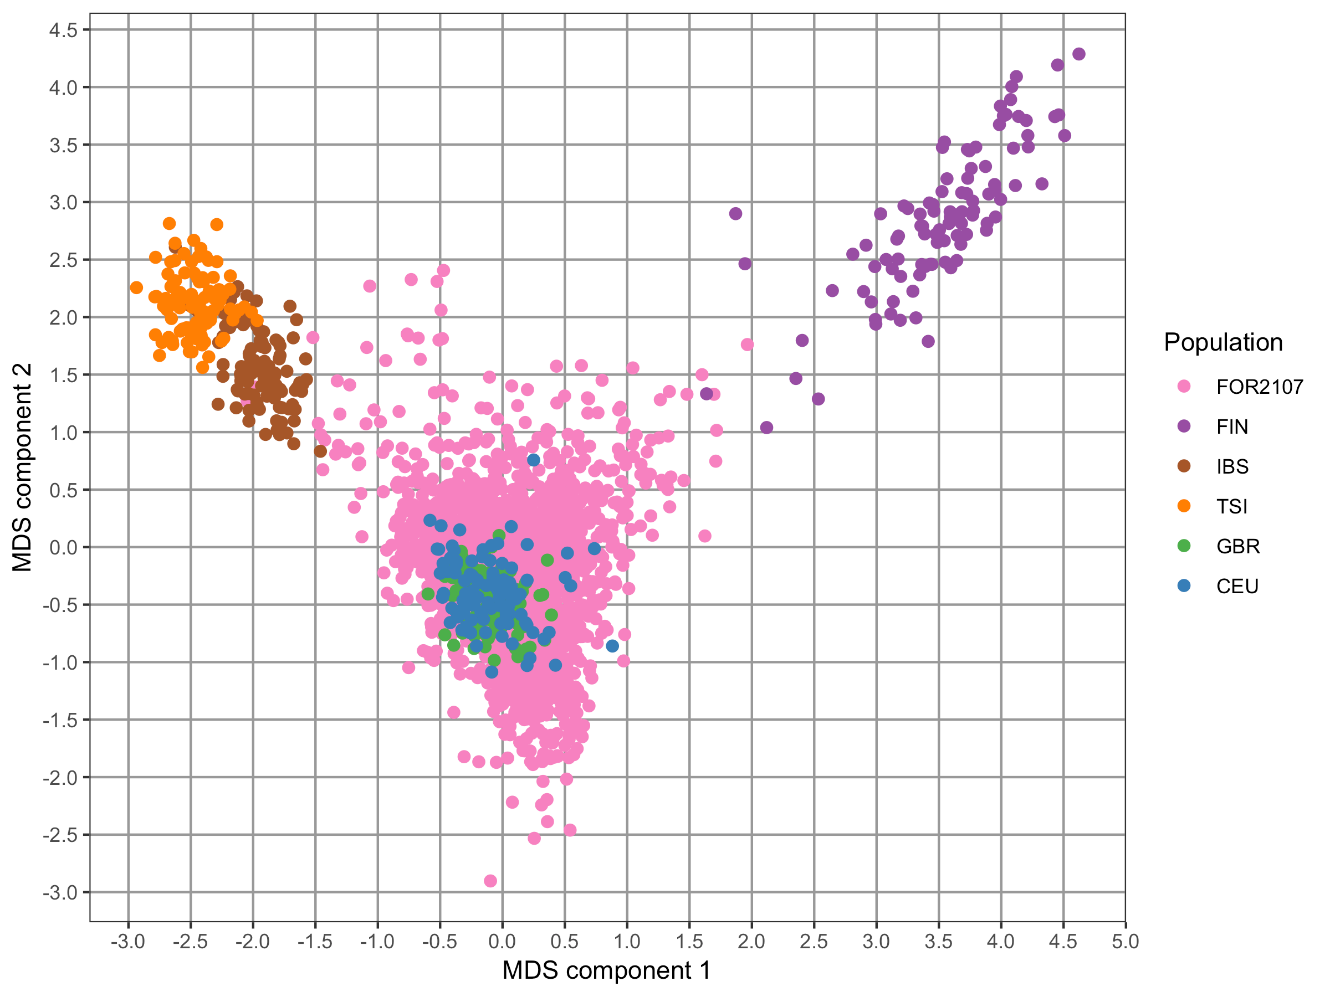 4.5
4.0
3.5
3.0
2.5
2.0
1.5
1.0
0.5
0.0
-0.5
-1.0
-1.5
-2.0
-2.5
-3.0
MDS component 2
-3.0 -2.5 -2.0 -1.5 -1.0 -0.5 0.0 0.5 1.0 1.5 2.0 2.5 3.0 3.5 4.0 4.5 5.0
MDS component 1
Population
FOR2107
FIN
IBS
TSI
GBR
CEU